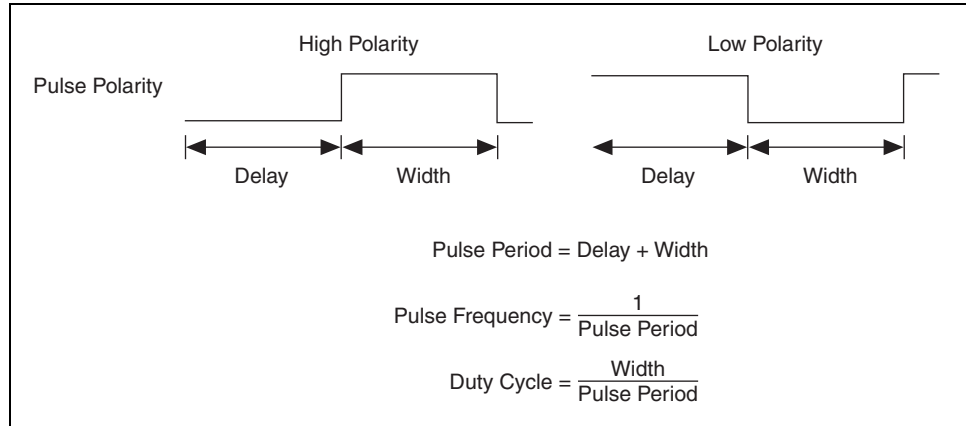 High Polarity Low Polarity
Pulse Polarity
Delay Width Delay Width
Pulse Period = Delay + Width
Pulse Frequency = 1 / Pulse Period
Duty Cycle = Width / Pulse Period